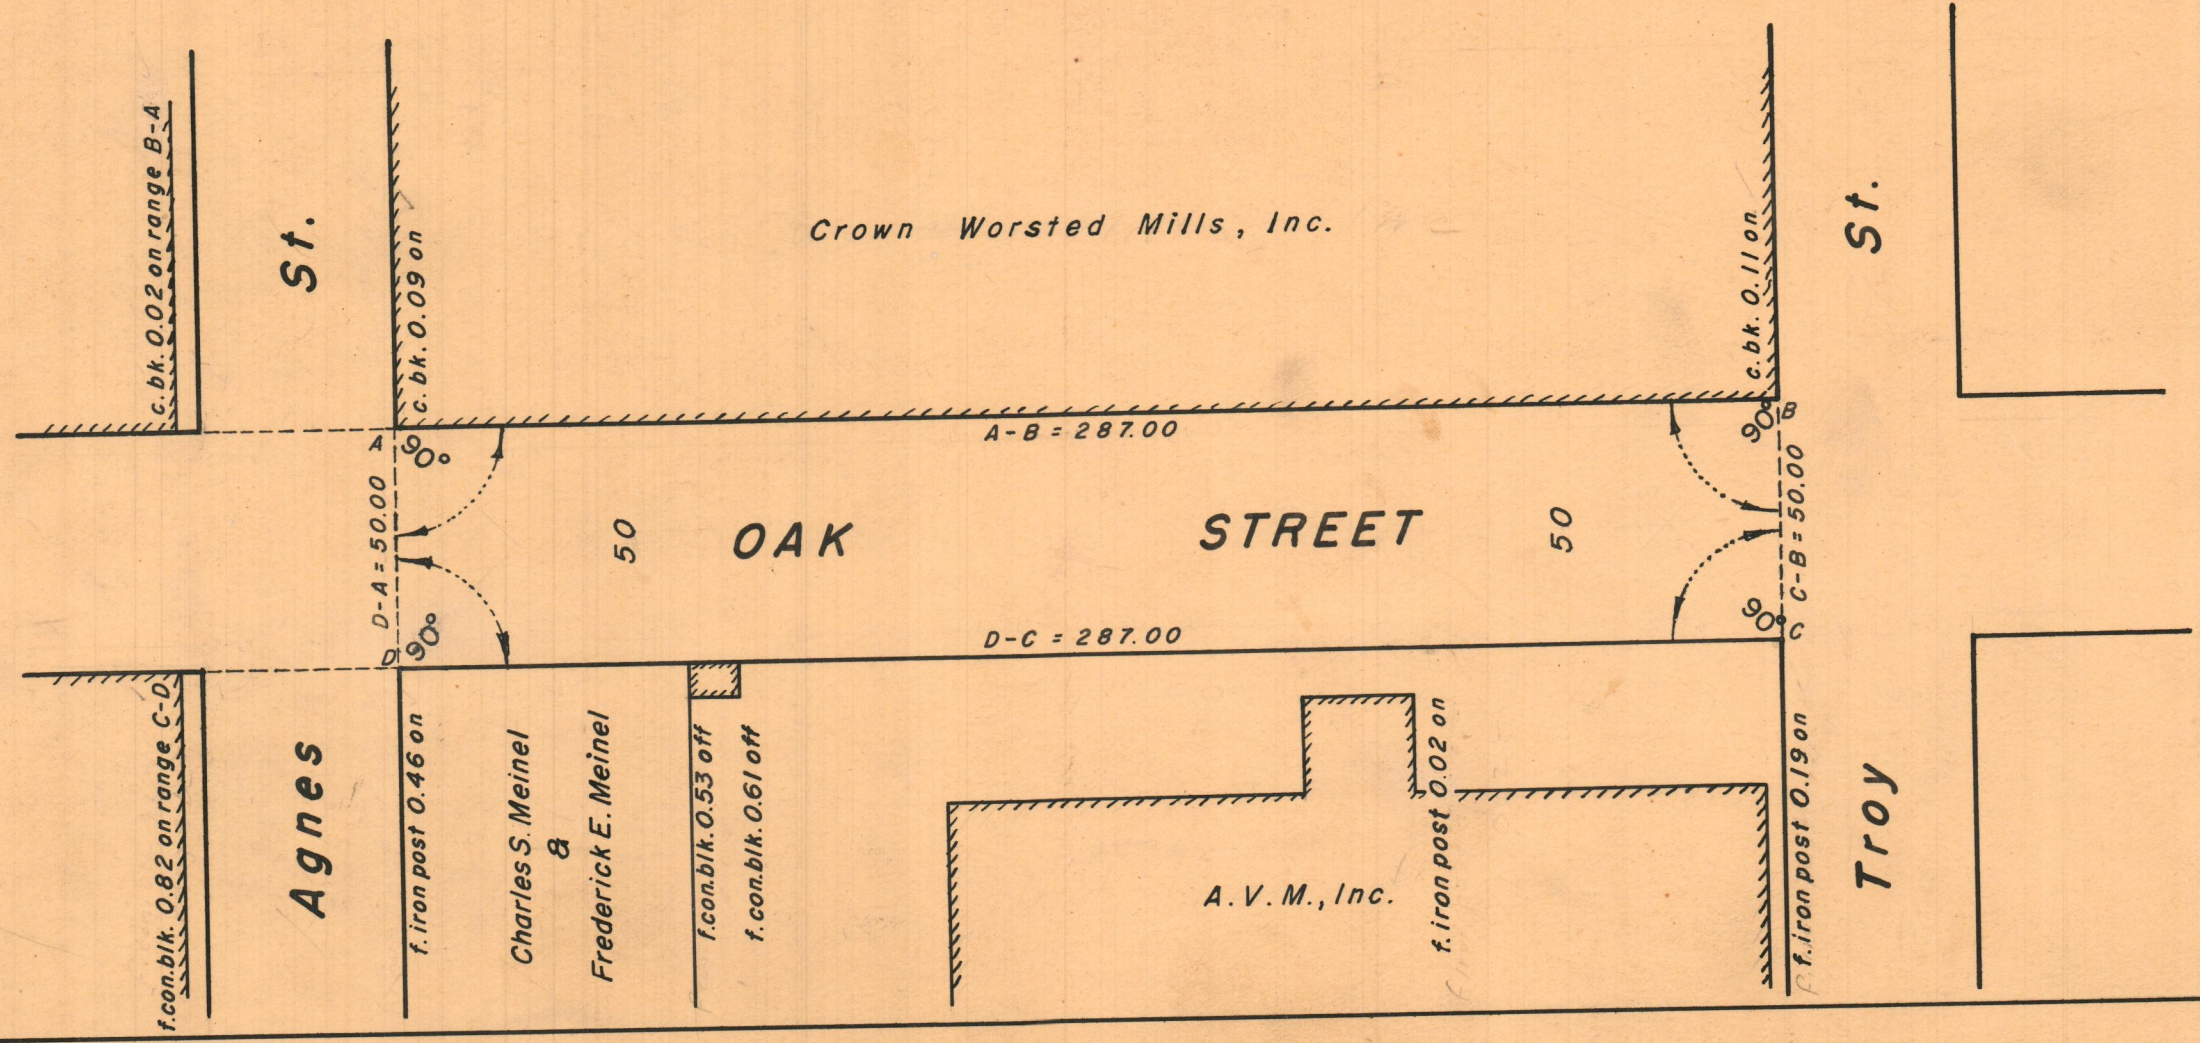 c.bk. 0.02 on range B-A
St.
c.bk. 0.09 on
Crown Worsted Mills, Inc.
c.bk. 0.11 on
St.
A
90°
A-B = 287.00
90°
B
D-A = 50.00
50
OAK STREET
50
C-B = 50.00
D
90°
D-C = 287.00
90°
C
f.con.blk. 0.82 on range C-D
Agnes
f. iron post 0.46 on
Charles S. Meinel
&
Frederick E. Meinel
f.con.blk. 0.53 off
f.con.blk. 0.61 off
A.V.M., Inc.
f. iron post 0.02 on
f. iron post 0.19 on
Troy